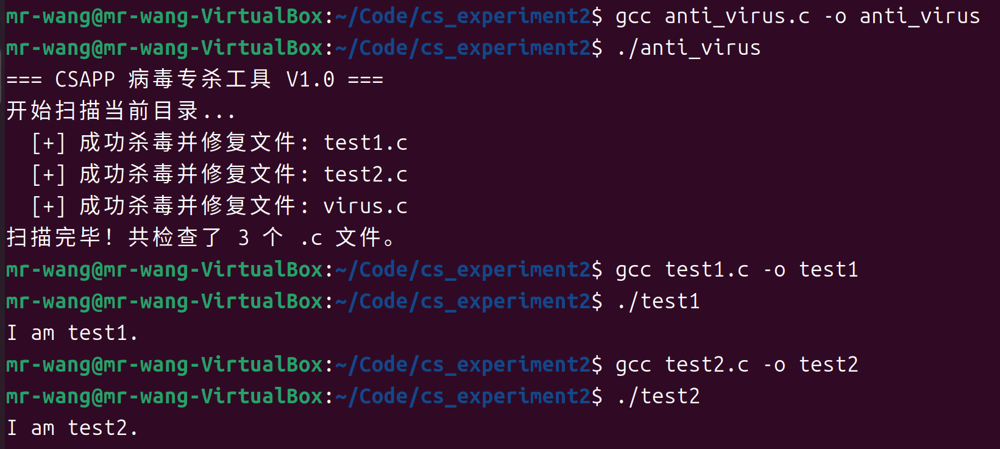 mr-wang@mr-wang-VirtualBox:~/Code/cs_experiment2$ gcc anti_virus.c -o anti_virus
mr-wang@mr-wang-VirtualBox:~/Code/cs_experiment2$ ./anti_virus
=== CSAPP 病毒专杀工具 V1.0 ===
开始扫描当前目录...
  [+] 成功杀毒并修复文件: test1.c
  [+] 成功杀毒并修复文件: test2.c
  [+] 成功杀毒并修复文件: virus.c
扫描完毕! 共检查了 3 个 .c 文件。
mr-wang@mr-wang-VirtualBox:~/Code/cs_experiment2$ gcc test1.c -o test1
mr-wang@mr-wang-VirtualBox:~/Code/cs_experiment2$ ./test1
I am test1.
mr-wang@mr-wang-VirtualBox:~/Code/cs_experiment2$ gcc test2.c -o test2
mr-wang@mr-wang-VirtualBox:~/Code/cs_experiment2$ ./test2
I am test2.